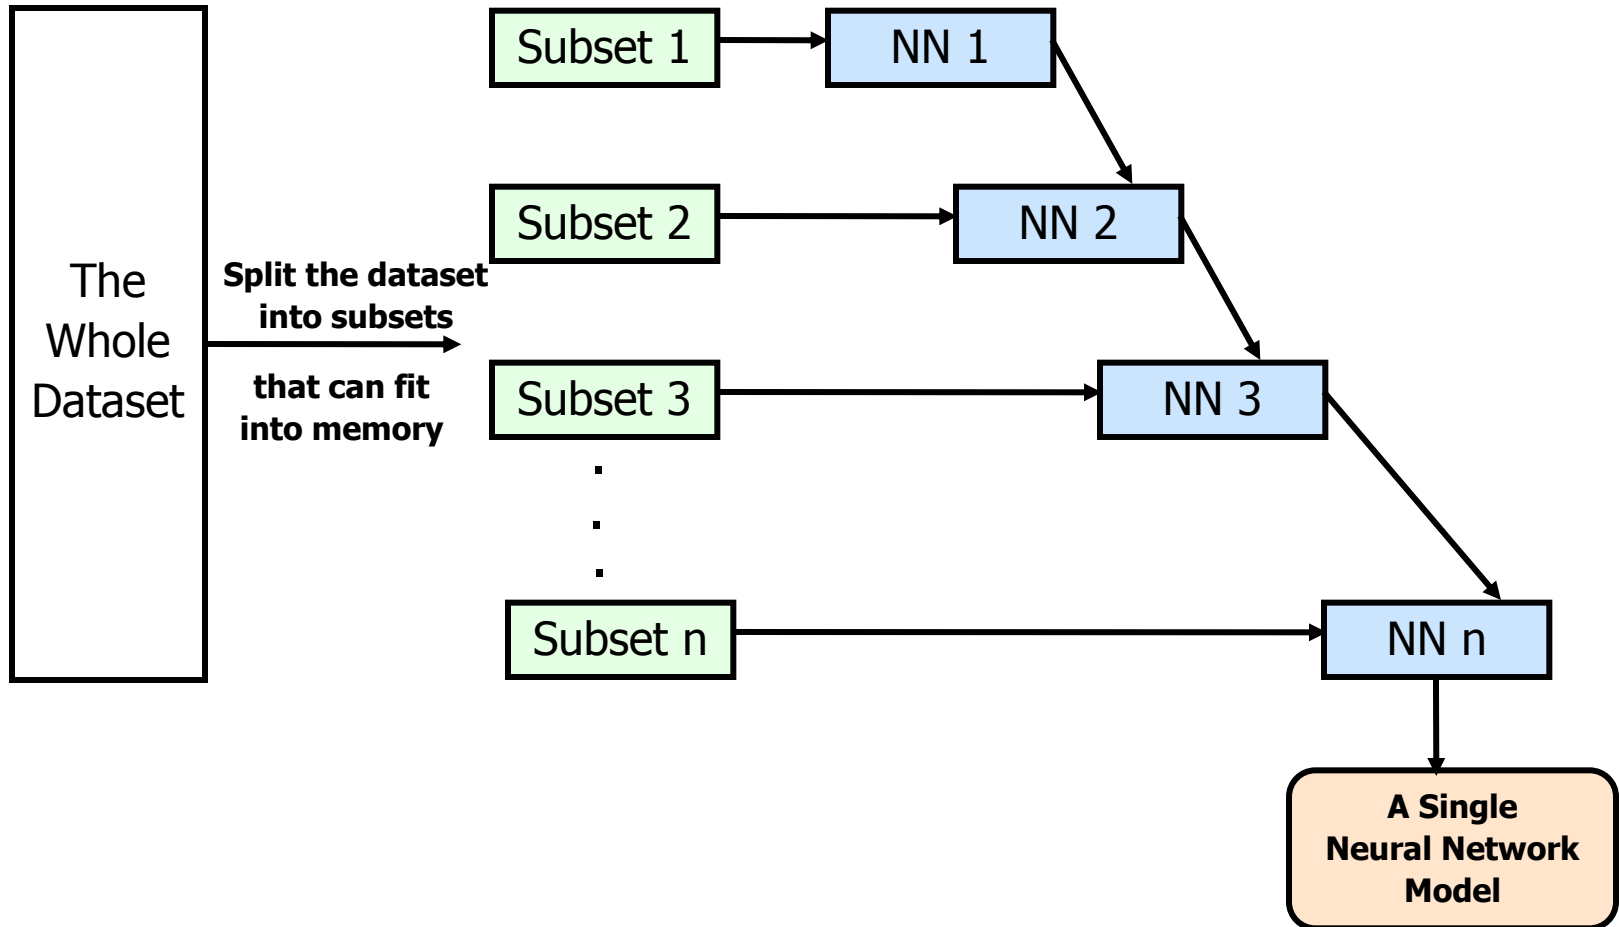 The
Whole
Dataset
Split the dataset
into subsets
that can fit
into memory
Subset 1
NN 1
Subset 2
NN 2
Subset 3
NN 3
.
.
.
Subset n
NN n
A Single
Neural Network
Model